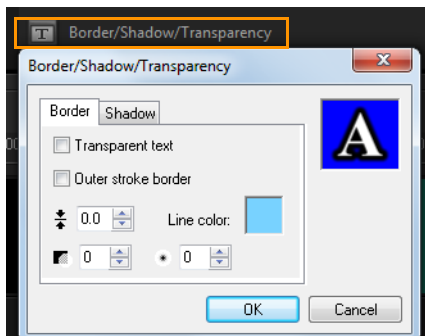 T Border/Shadow/Transparency
Border/Shadow/Transparency
Border Shadow
Transparent text
Outer stroke border
0.0 Line color:
0 0
A
OK Cancel